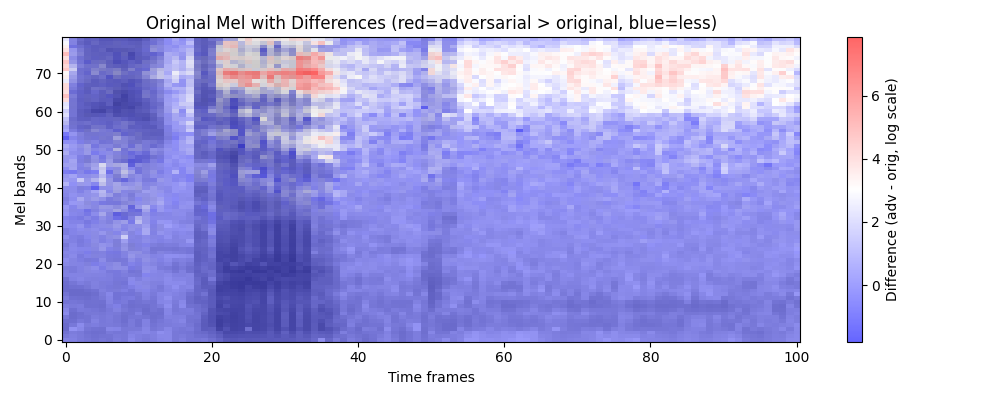 Original Mel with Differences (red=adversarial > original, blue=less)
Mel bands
70
60
50
40
30
20
10
0
0 20 40 60 80 100
Time frames
6
4
2
0
Difference (adv - orig, log scale)